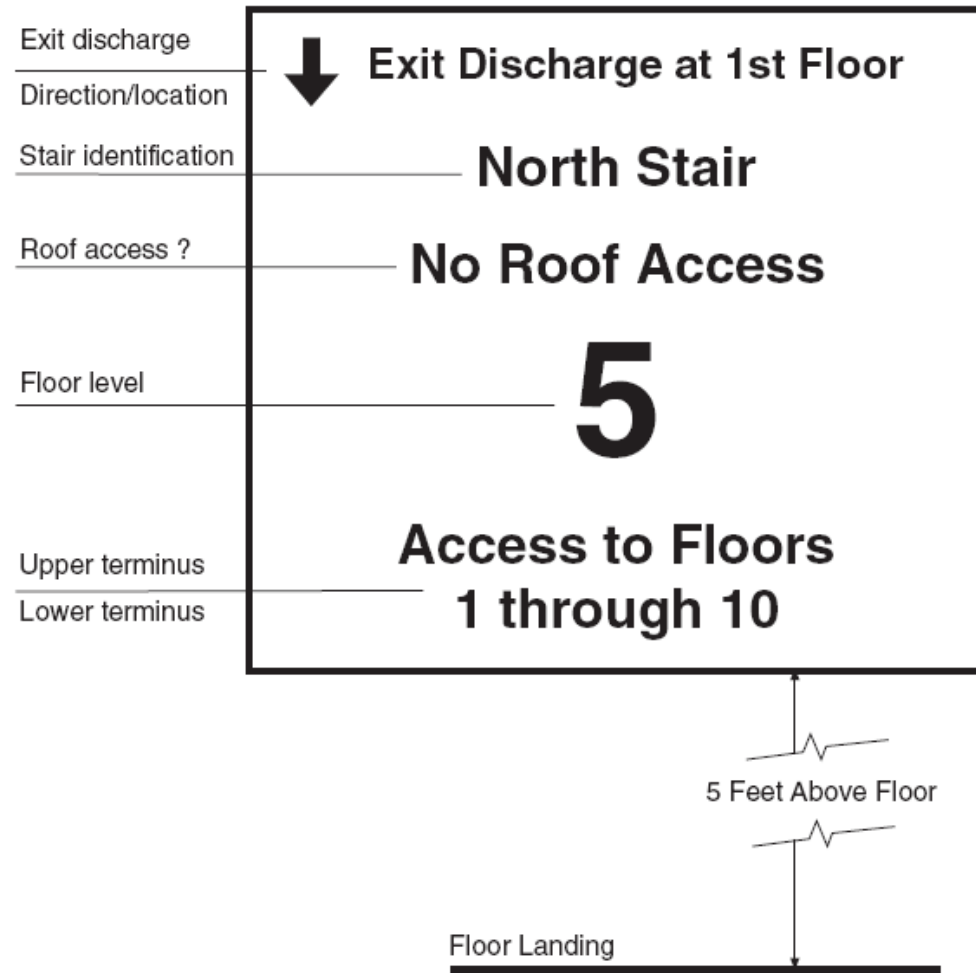 Exit discharge
Direction/location
Exit Discharge at 1st Floor
Stair identification
North Stair
Roof access ?
No Roof Access
Floor level
5
Upper terminus
Lower terminus
Access to Floors
1 through 10
5 Feet Above Floor
Floor Landing